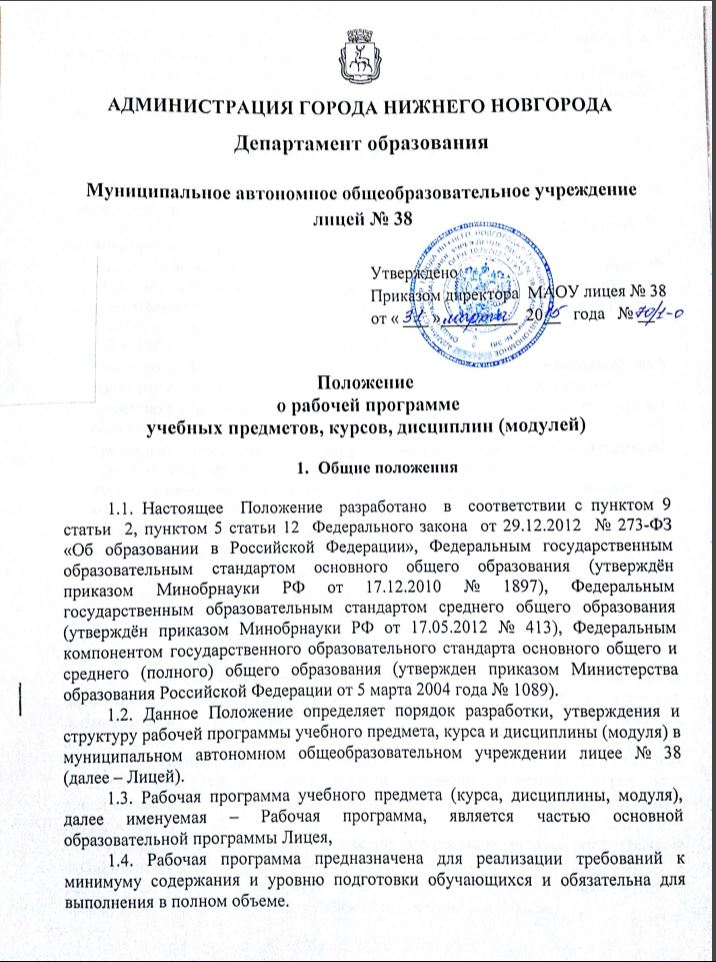 АДМИНИСТРАЦИЯ ГОРОДА НИЖНЕГО НОВГОРОДА
Департамент образования
Муниципальное автономное общеобразовательное учреждение
лицей № 38
Утверждено
Приказом директора МАОУ лицея № 38
от « 31 » марта 2015 года № 70/1-о
Положение
о рабочей программе
учебных предметов, курсов, дисциплин (модулей)
1. Общие положения
1.1. Настоящее Положение разработано в соответствии с пунктом 9
статьи 2, пунктом 5 статьи 12 Федерального закона от 29.12.2012 № 273-ФЗ
«Об образовании в Российской Федерации», Федеральным государственным
образовательным стандартом основного общего образования (утверждён
приказом Минобрнауки РФ от 17.12.2010 № 1897), Федеральным
государственным образовательным стандартом среднего общего образования
(утверждён приказом Минобрнауки РФ от 17.05.2012 № 413), Федеральным
компонентом государственного образовательного стандарта основного общего и
среднего (полного) общего образования (утвержден приказом Министерства
образования Российской Федерации от 5 марта 2004 года № 1089).
1.2. Данное Положение определяет порядок разработки, утверждения и
структуру рабочей программы учебного предмета, курса и дисциплины (модуля) в
муниципальном автономном общеобразовательном учреждении лицее № 38
(далее – Лицей).
1.3. Рабочая программа учебного предмета (курса, дисциплины, модуля),
далее именуемая – Рабочая программа, является частью основной
образовательной программы Лицея,
1.4. Рабочая программа предназначена для реализации требований к
минимуму содержания и уровню подготовки обучающихся и обязательна для
выполнения в полном объеме.